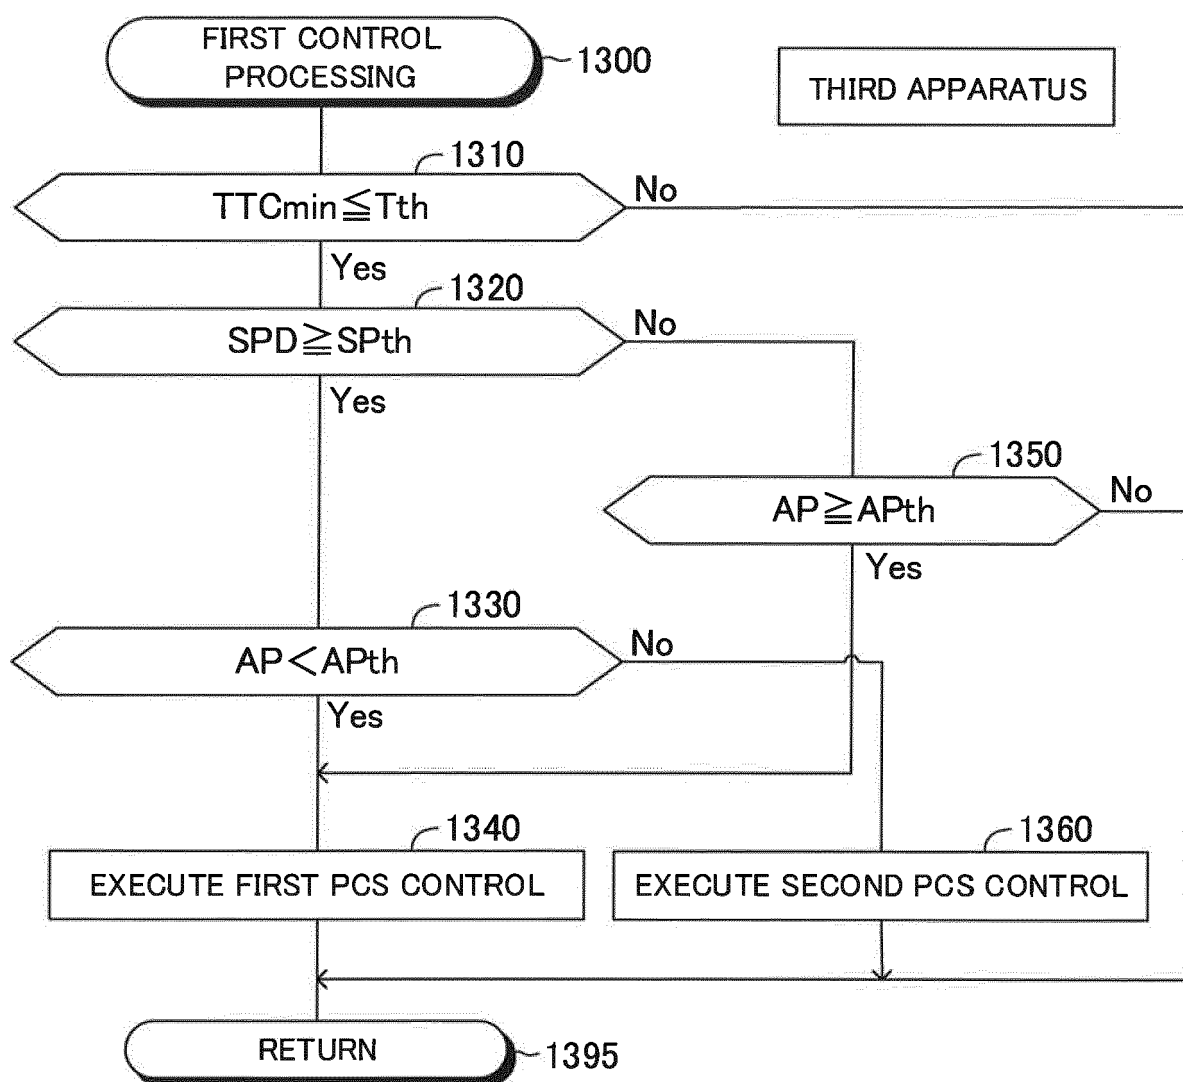 FIRST CONTROL
PROCESSING
1300
THIRD APPARATUS
1310
TTCmin≦Tth
No
Yes
1320
SPD≧SPth
No
Yes
1350
AP≧APth
No
Yes
1330
AP<APth
No
Yes
1340
EXECUTE FIRST PCS CONTROL
1360
EXECUTE SECOND PCS CONTROL
RETURN
1395